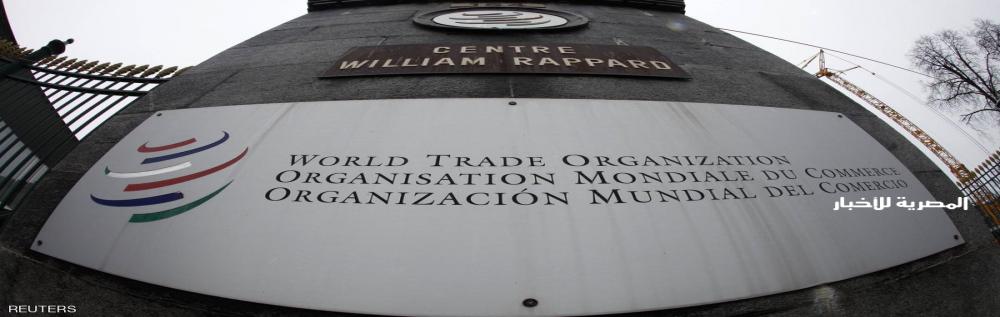 CENTRE
WILLIAM RAPPARD
WORLD TRADE ORGANIZATION
ORGANISATION MONDIALE DU COMMERCE
ORGANIZACIÓN MUNDIAL DEL COMERCIO
المصرية للأخبار
REUTERS